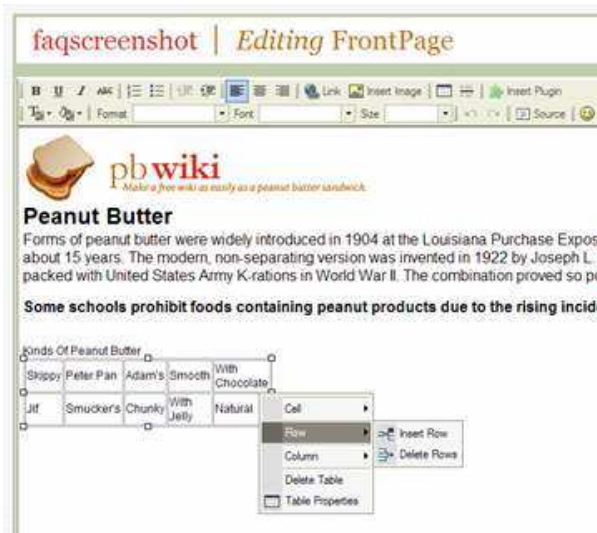 faqscreenshot | Editing FrontPage
B I U ABC Link Insert Image Insert Plugin
Format Font Size Source
pbwiki
Make a free wiki as easily as a peanut butter sandwich.
Peanut Butter
Forms of peanut butter were widely introduced in 1904 at the Louisiana Purchase Expos
about 15 years. The modern, non-separating version was invented in 1922 by Joseph L.
packed with United States Army K-rations in World War II. The combination proved so p
Some schools prohibit foods containing peanut products due to the rising incid
Kinds Of Peanut Butter
Skippy Peter Pan Adam's Smooth With Chocolate
Jif Smucker's Chunky With Jelly Natural
Cell
Row
Insert Row
Column
Delete Rows
Delete Table
Table Properties